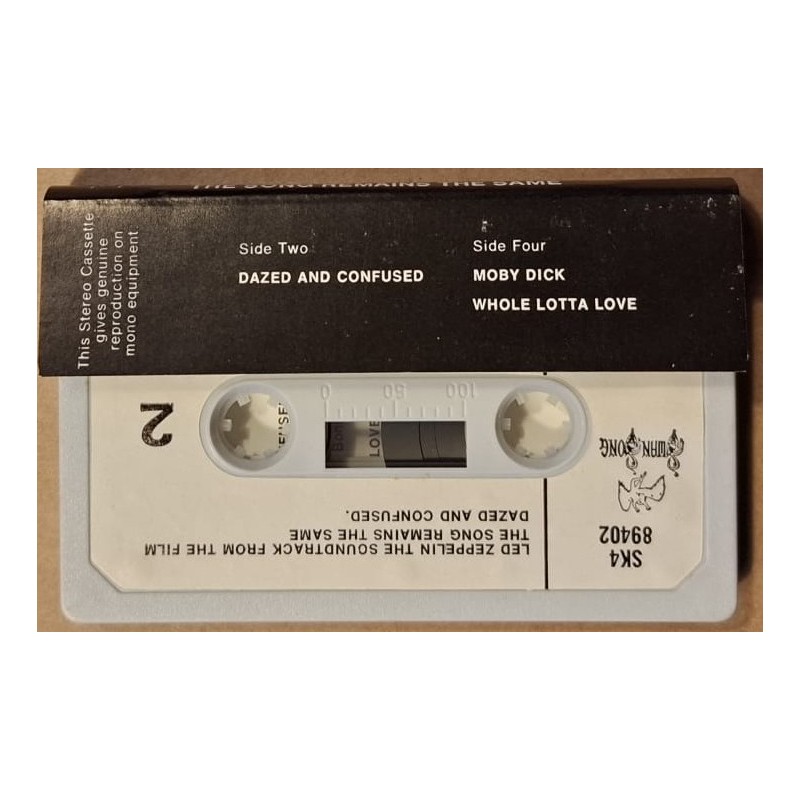 THE SONG REMAINS THE SAME
This Stereo Cassette
gives genuine
reproduction on
mono equipment
Side Two
DAZED AND CONFUSED
Side Four
MOBY DICK
WHOLE LOTTA LOVE
2
0 50 100
LOVE
SWAN SONG
SK4
89402
LED ZEPPELIN THE SOUNDTRACK FROM THE FILM
THE SONG REMAINS THE SAME
DAZED AND CONFUSED.